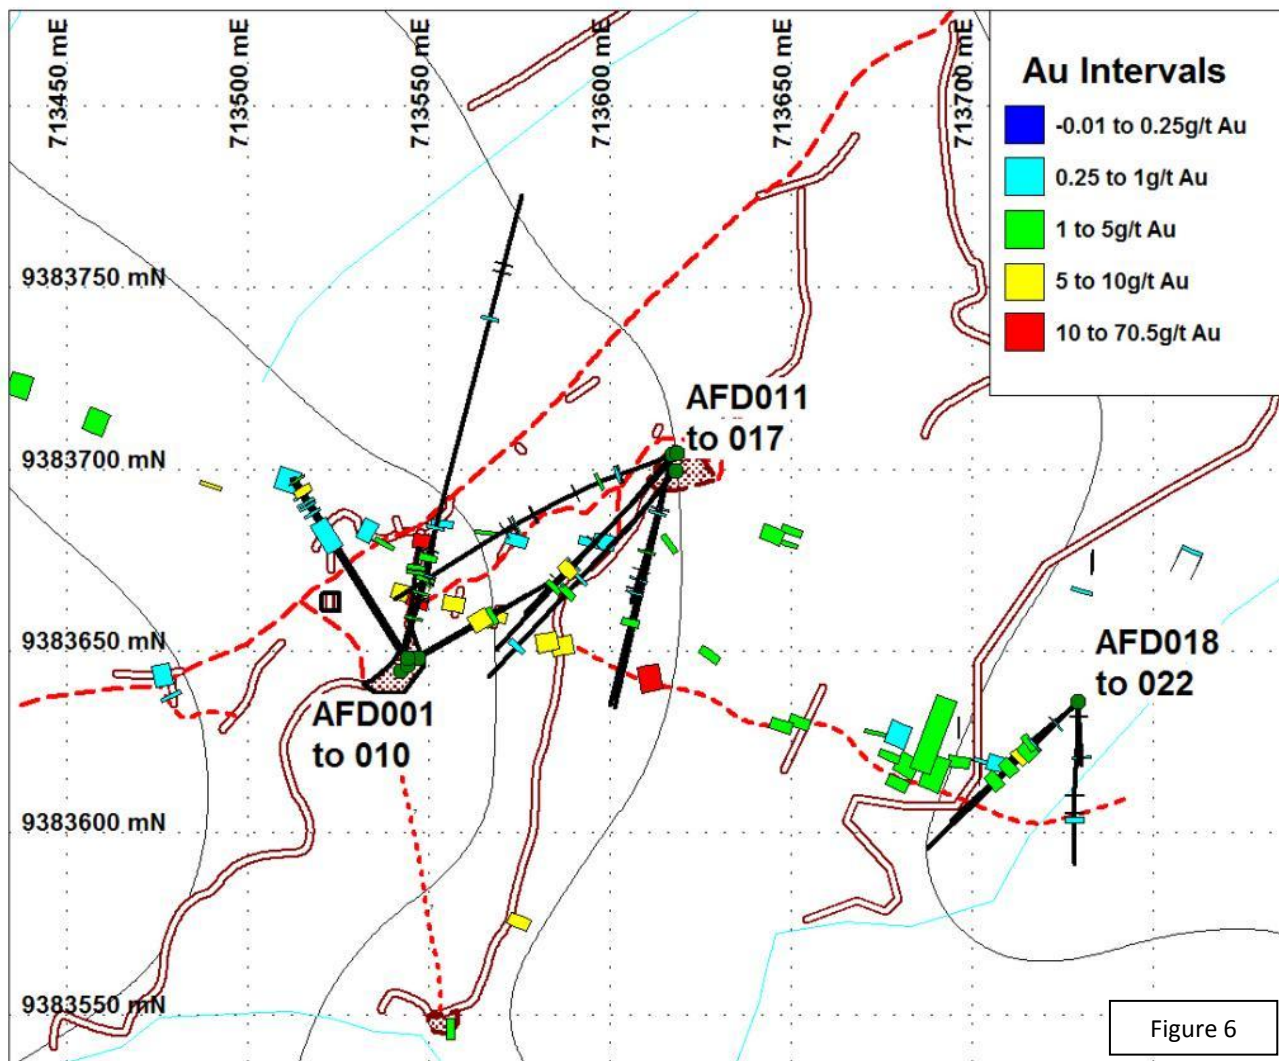 713450 mE
713500 mE
713550 mE
713600 mE
713650 mE
713700 mE
Au Intervals
-0.01 to 0.25g/t Au
0.25 to 1g/t Au
1 to 5g/t Au
5 to 10g/t Au
10 to 70.5g/t Au
9383750 mN
AFD011
to 017
9383700 mN
9383650 mN
AFD018
to 022
AFD001
to 010
9383600 mN
9383550 mN
Figure 6